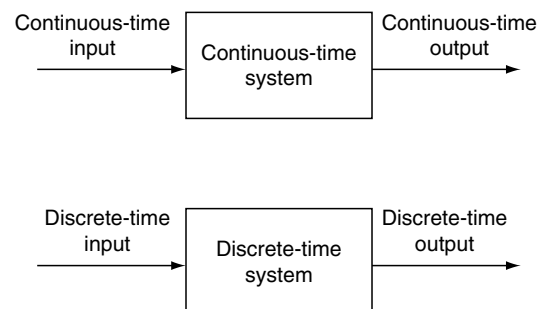 Continuous-time
input
Continuous-time
system
Continuous-time
output
Discrete-time
input
Discrete-time
system
Discrete-time
output